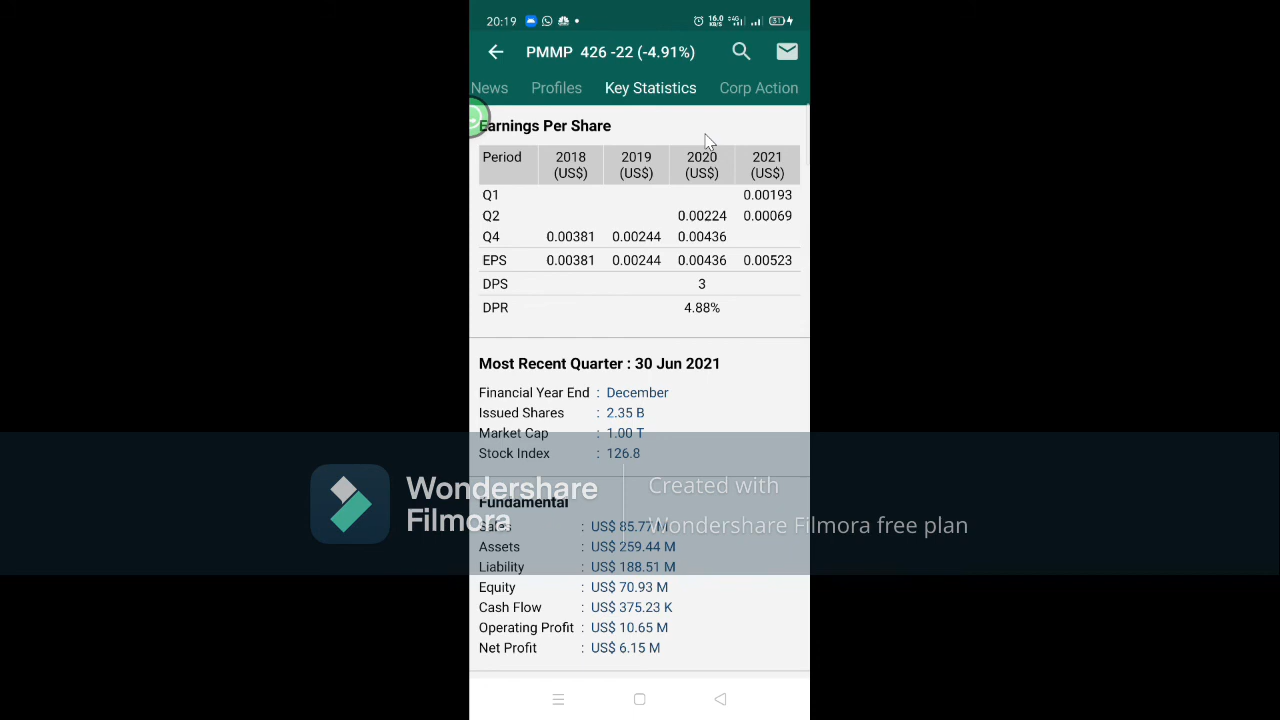 20:19 16.0 KB/S 4G 81
PMMP 426 -22 (-4.91%)
News Profiles Key Statistics Corp Action
Earnings Per Share
Period 2018 (US$) 2019 (US$) 2020 (US$) 2021 (US$)
Q1 0.00193
Q2 0.00224 0.00069
Q4 0.00381 0.00244 0.00436
EPS 0.00381 0.00244 0.00436 0.00523
DPS 3
DPR 4.88%
Most Recent Quarter : 30 Jun 2021
Financial Year End : December
Issued Shares : 2.35 B
Market Cap : 1.00 T
Stock Index : 126.8
Fundamental
Sales : US$ 85.77 M
Assets : US$ 259.44 M
Liability : US$ 188.51 M
Equity : US$ 70.93 M
Cash Flow : US$ 375.23 K
Operating Profit : US$ 10.65 M
Net Profit : US$ 6.15 M
Wondershare
Filmora
Created with
Wondershare Filmora free plan